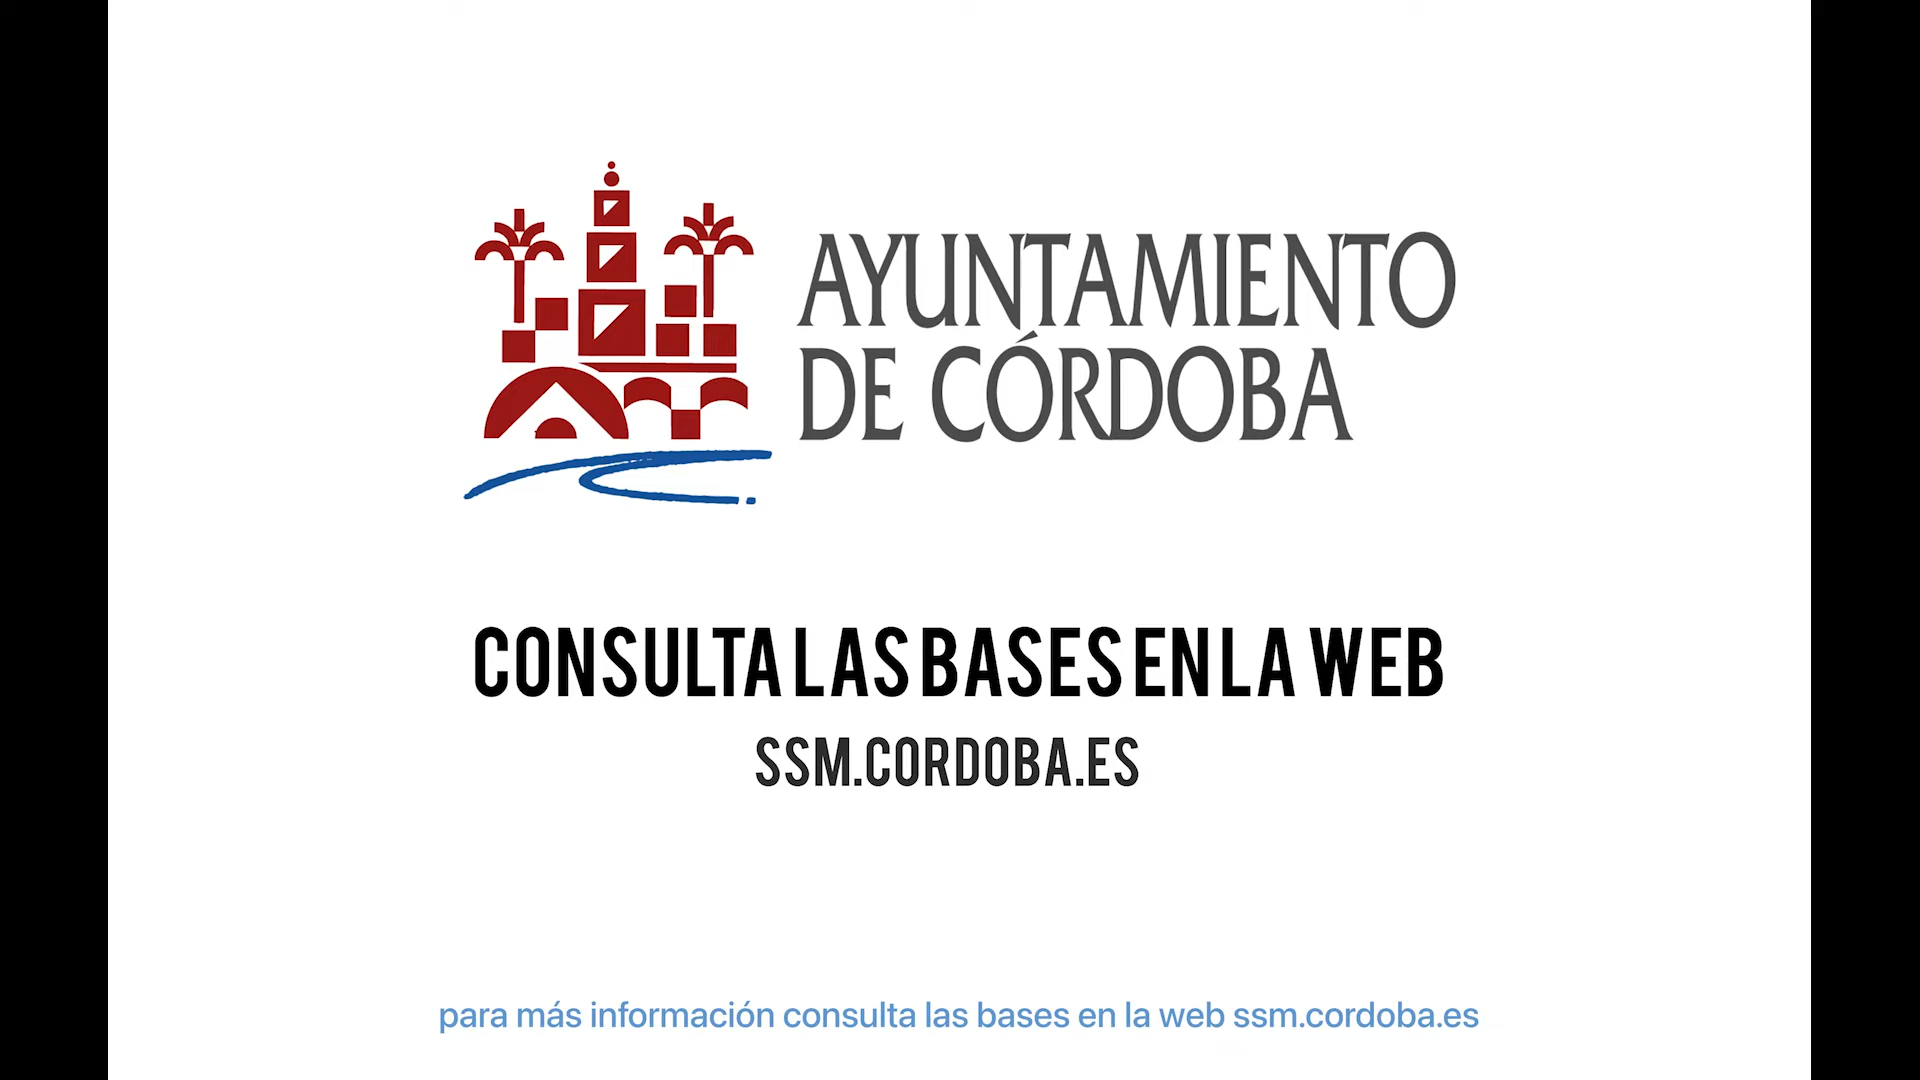 AYUNTAMIENTO
DE CÓRDOBA
CONSULTA LAS BASES EN LA WEB
SSM.CORDOBA.ES
para más información consulta las bases en la web ssm.cordoba.es